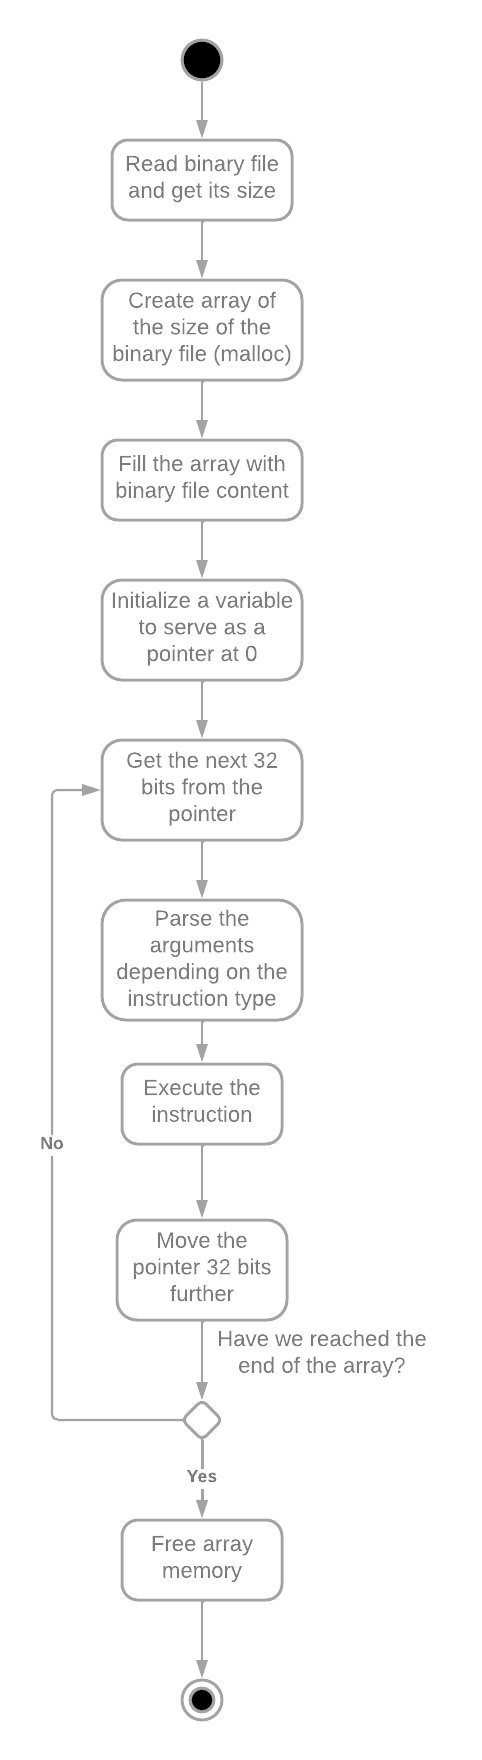 Read binary file
and get its size
Create array of
the size of the
binary file (malloc)
Fill the array with
binary file content
Initialize a variable
to serve as a
pointer at 0
Get the next 32
bits from the
pointer
Parse the
arguments
depending on the
instruction type
Execute the
instruction
No
Move the
pointer 32 bits
further
Have we reached the
end of the array?
Yes
Free array
memory